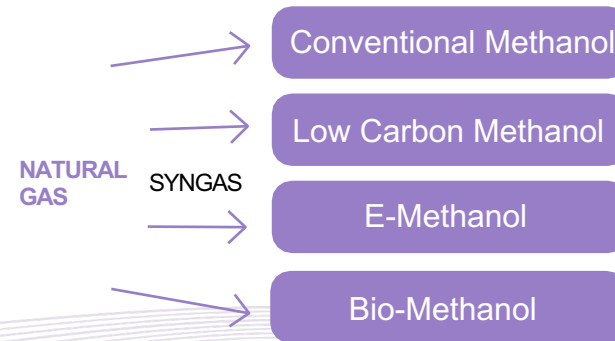 Conventional Methanol
Low Carbon Methanol
NATURAL
GAS
SYNGAS
E-Methanol
Bio-Methanol